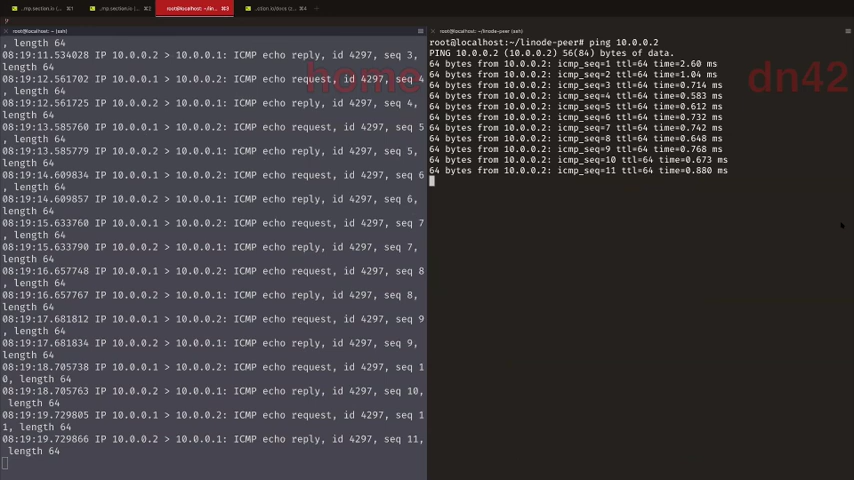 ...mp.section.in (ssh) ⌘1
...mp.section.in (... ⌘2
root@localhost: ~/lin... ⌘3
...ction.io/docs (z... ⌘4
+
root@localhost: ~ (ssh)
, length 64
08:19:11.534028 IP 10.0.0.2 > 10.0.0.1: ICMP echo reply, id 4297, seq 3,
length 64
08:19:12.561702 IP 10.0.0.1 > 10.0.0.2: ICMP echo request, id 4297, seq 4
, length 64
08:19:12.561725 IP 10.0.0.2 > 10.0.0.1: ICMP echo reply, id 4297, seq 4,
length 64
08:19:13.585760 IP 10.0.0.1 > 10.0.0.2: ICMP echo request, id 4297, seq 5
, length 64
08:19:13.585779 IP 10.0.0.2 > 10.0.0.1: ICMP echo reply, id 4297, seq 5,
length 64
08:19:14.609834 IP 10.0.0.1 > 10.0.0.2: ICMP echo request, id 4297, seq 6
, length 64
08:19:14.609857 IP 10.0.0.2 > 10.0.0.1: ICMP echo reply, id 4297, seq 6,
length 64
08:19:15.633760 IP 10.0.0.1 > 10.0.0.2: ICMP echo request, id 4297, seq 7
, length 64
08:19:15.633790 IP 10.0.0.2 > 10.0.0.1: ICMP echo reply, id 4297, seq 7,
length 64
08:19:16.657748 IP 10.0.0.1 > 10.0.0.2: ICMP echo request, id 4297, seq 8
, length 64
08:19:16.657767 IP 10.0.0.2 > 10.0.0.1: ICMP echo reply, id 4297, seq 8,
length 64
08:19:17.681812 IP 10.0.0.1 > 10.0.0.2: ICMP echo request, id 4297, seq 9
, length 64
08:19:17.681834 IP 10.0.0.2 > 10.0.0.1: ICMP echo reply, id 4297, seq 9,
length 64
08:19:18.705738 IP 10.0.0.1 > 10.0.0.2: ICMP echo request, id 4297, seq 1
0, length 64
08:19:18.705763 IP 10.0.0.2 > 10.0.0.1: ICMP echo reply, id 4297, seq 10,
length 64
08:19:19.729805 IP 10.0.0.1 > 10.0.0.2: ICMP echo request, id 4297, seq 1
1, length 64
08:19:19.729866 IP 10.0.0.2 > 10.0.0.1: ICMP echo reply, id 4297, seq 11,
length 64
home
root@localhost: ~ (ssh)
root@localhost:~/linode-peer# ping 10.0.0.2
PING 10.0.0.2 (10.0.0.2) 56(84) bytes of data.
64 bytes from 10.0.0.2: icmp_seq=1 ttl=64 time=2.60 ms
64 bytes from 10.0.0.2: icmp_seq=2 ttl=64 time=1.04 ms
64 bytes from 10.0.0.2: icmp_seq=3 ttl=64 time=0.714 ms
64 bytes from 10.0.0.2: icmp_seq=4 ttl=64 time=0.583 ms
64 bytes from 10.0.0.2: icmp_seq=5 ttl=64 time=0.612 ms
64 bytes from 10.0.0.2: icmp_seq=6 ttl=64 time=0.732 ms
64 bytes from 10.0.0.2: icmp_seq=7 ttl=64 time=0.742 ms
64 bytes from 10.0.0.2: icmp_seq=8 ttl=64 time=0.648 ms
64 bytes from 10.0.0.2: icmp_seq=9 ttl=64 time=0.768 ms
64 bytes from 10.0.0.2: icmp_seq=10 ttl=64 time=0.673 ms
64 bytes from 10.0.0.2: icmp_seq=11 ttl=64 time=0.880 ms
dn42